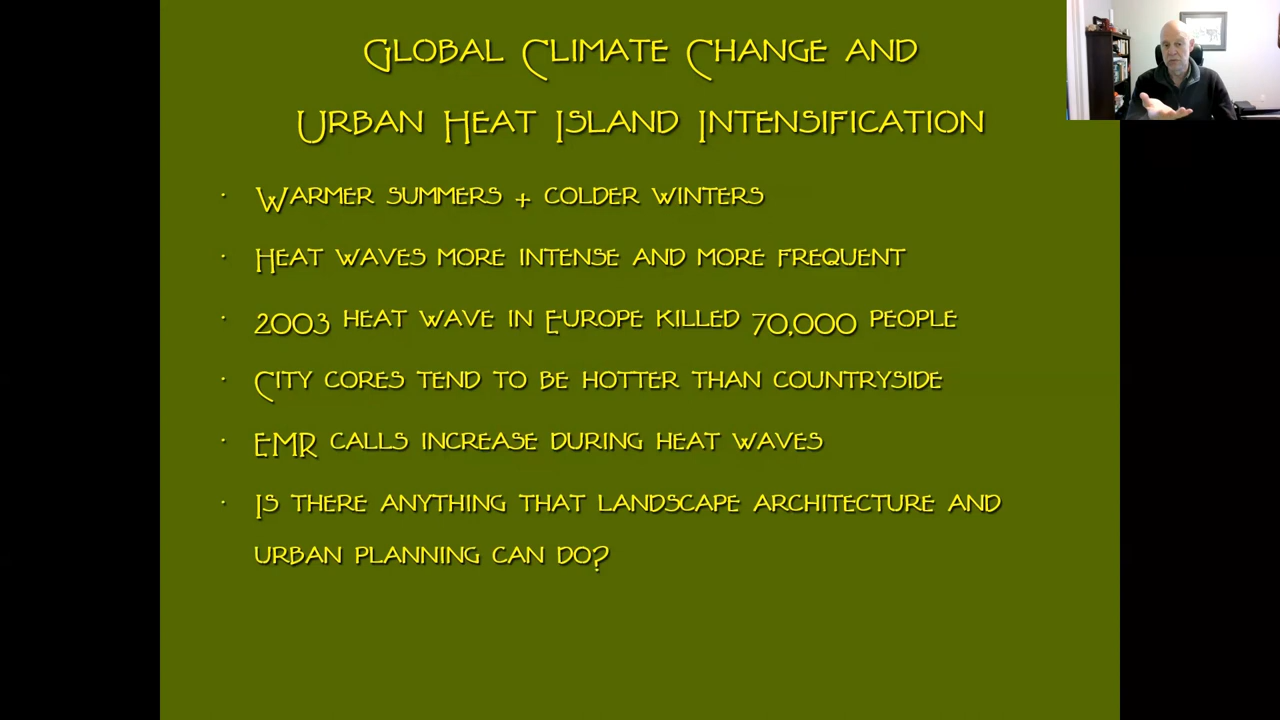 Global Climate Change and
Urban Heat Island Intensification
· Warmer summers + colder winters
· Heat waves more intense and more frequent
· 2003 heat wave in Europe killed 70,000 people
· City cores tend to be hotter than countryside
· EMR calls increase during heat waves
· Is there anything that landscape architecture and
urban planning can do?